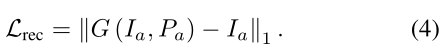 ℒ_rec = ‖G (I_a, P_a) − I_a‖_1 . (4)